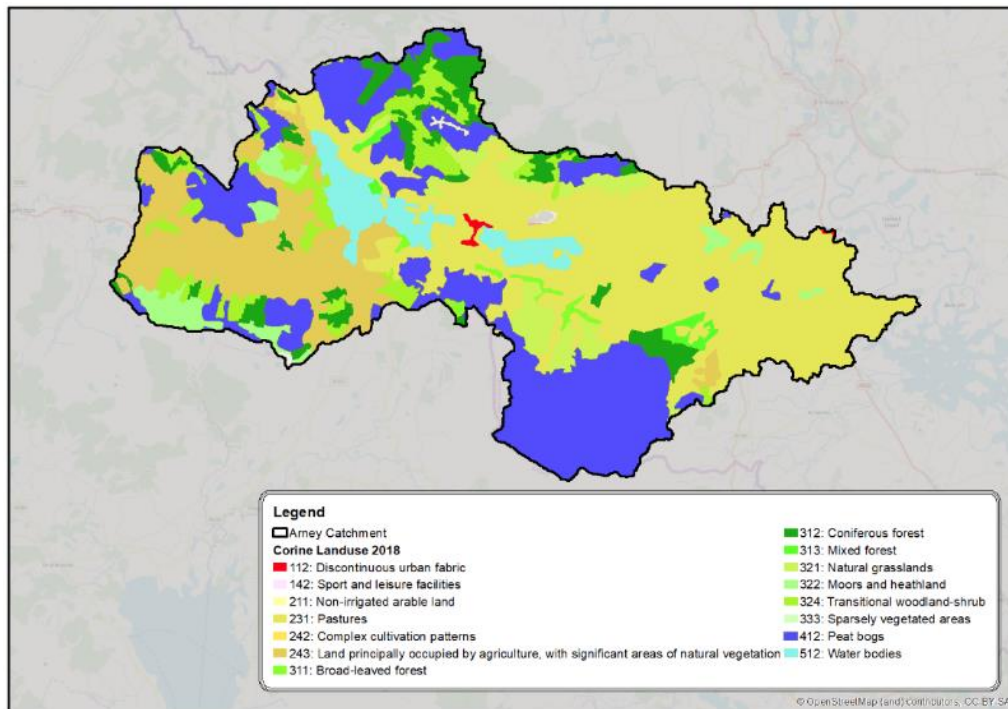 Legend
Arney Catchment
Corine Landuse 2018
112: Discontinuous urban fabric
142: Sport and leisure facilities
211: Non-irrigated arable land
231: Pastures
242: Complex cultivation patterns
243: Land principally occupied by agriculture, with significant areas of natural vegetation
311: Broad-leaved forest
312: Coniferous forest
313: Mixed forest
321: Natural grasslands
322: Moors and heathland
324: Transitional woodland-shrub
333: Sparsely vegetated areas
412: Peat bogs
512: Water bodies
© OpenStreetMap (and) contributors, CC-BY-SA